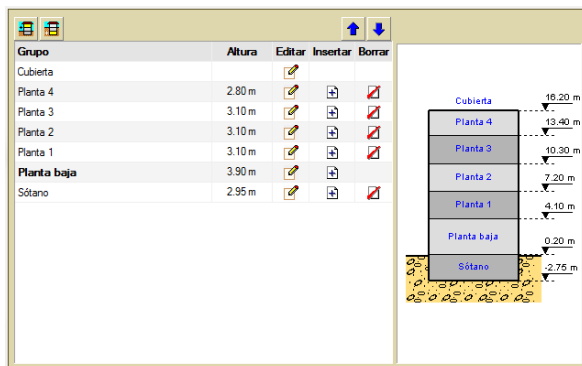 Grupo Altura Editar Insertar Borrar
Cubierta
Planta 4 2.80 m
Planta 3 3.10 m
Planta 2 3.10 m
Planta 1 3.10 m
Planta baja 3.90 m
Sótano 2.95 m
Cubierta 16.20 m
Planta 4 13.40 m
Planta 3 10.30 m
Planta 2 7.20 m
Planta 1 4.10 m
Planta baja 0.20 m
Sótano -2.75 m